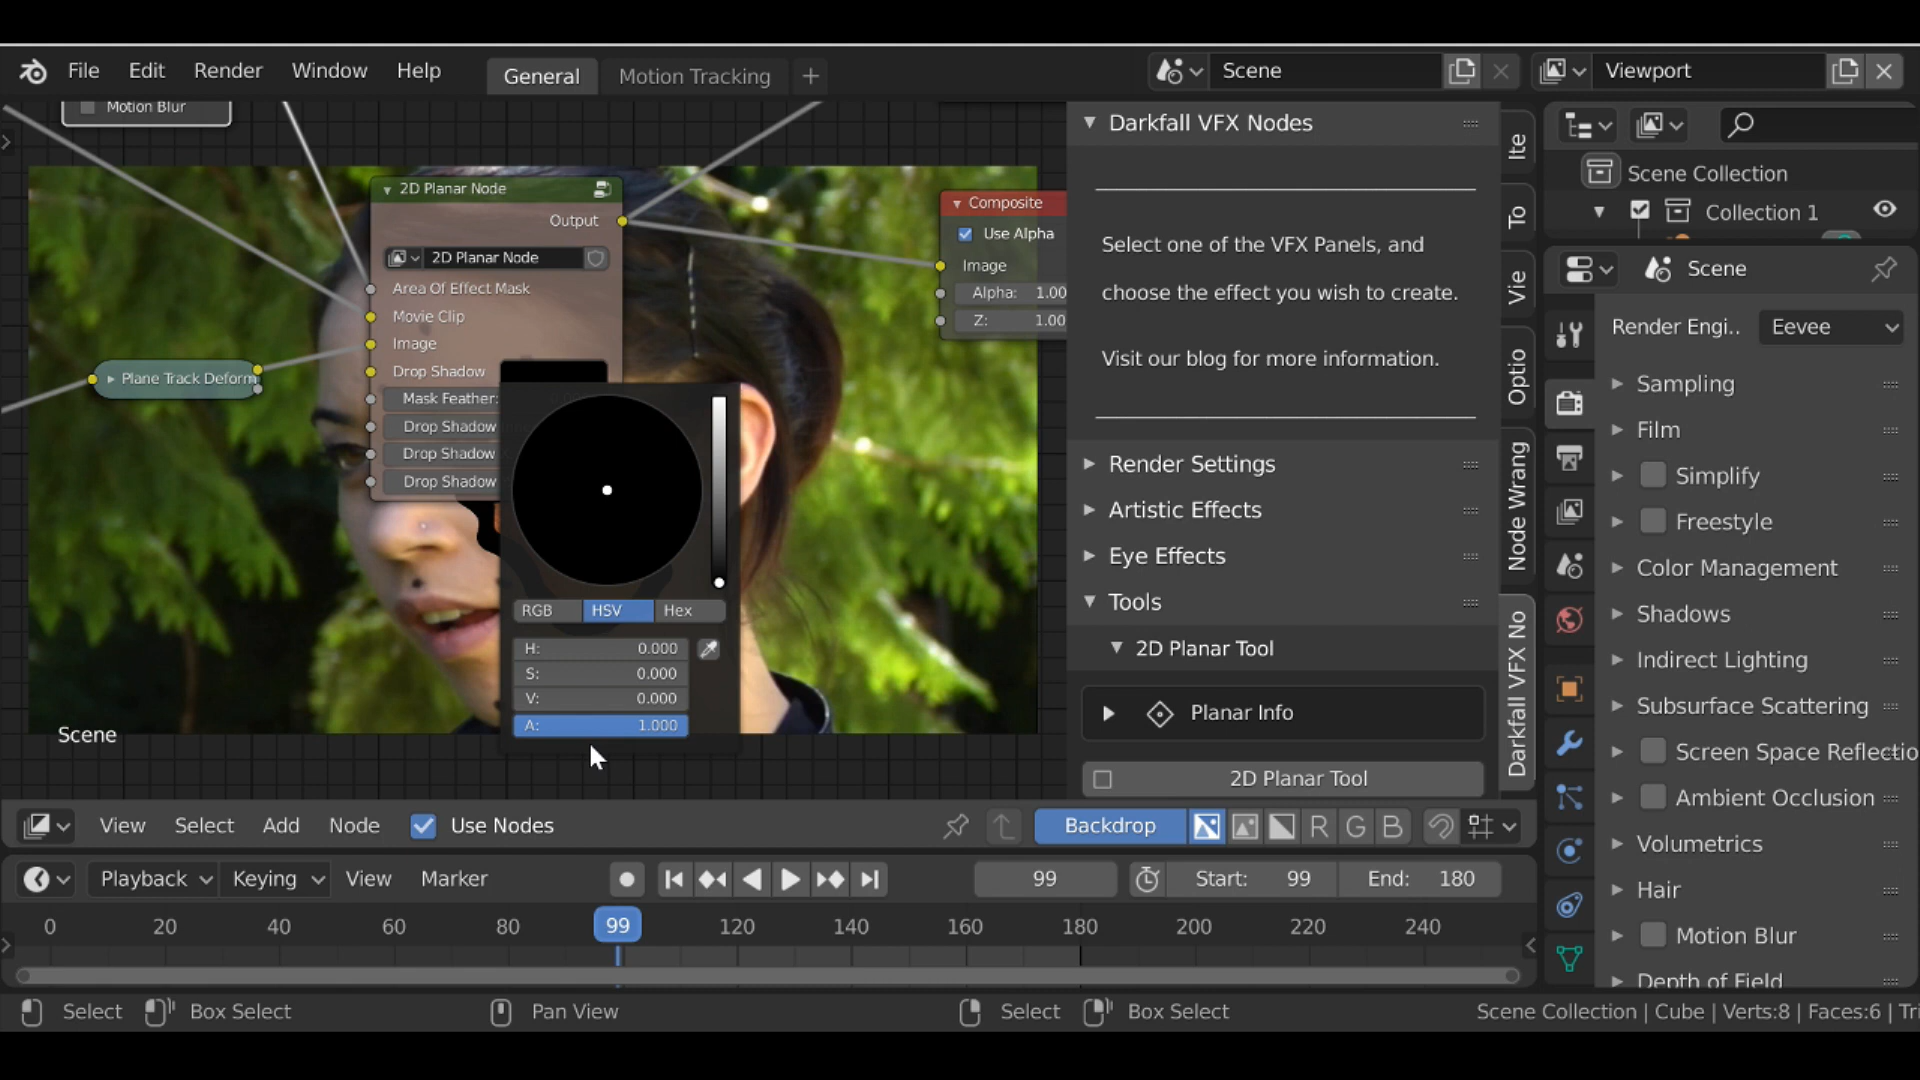 File Edit Render Window Help General Motion Tracking + Scene Viewport
Motion Blur
2D Planar Node
Output
2D Planar Node
Area Of Effect Mask
Movie Clip
Image
Drop Shadow
Mask Feather:
Drop Shadow
Drop Shadow
Drop Shadow
Plane Track Deform
Composite
Use Alpha
Image
Alpha: 1.00
Z: 1.00
RGB HSV Hex
H: 0.000
S: 0.000
V: 0.000
A: 1.000
Scene
Darkfall VFX Nodes
Select one of the VFX Panels, and
choose the effect you wish to create.
Visit our blog for more information.
Render Settings
Artistic Effects
Eye Effects
Tools
2D Planar Tool
Planar Info
2D Planar Tool
Ite
To
Vie
Optio
Node Wrang
Darkfall VFX No
Scene Collection
Collection 1
Scene
Render Engi.. Eevee
Sampling
Film
Simplify
Freestyle
Color Management
Shadows
Indirect Lighting
Subsurface Scattering
Screen Space Reflectio
Ambient Occlusion
Volumetrics
Hair
Motion Blur
Depth of Field
View Select Add Node Use Nodes Backdrop R G B
Playback Keying View Marker 99 Start: 99 End: 180
0 20 40 60 80 99 120 140 160 180 200 220 240
Select Box Select Pan View Select Box Select Scene Collection | Cube | Verts:8 | Faces:6 | Tri